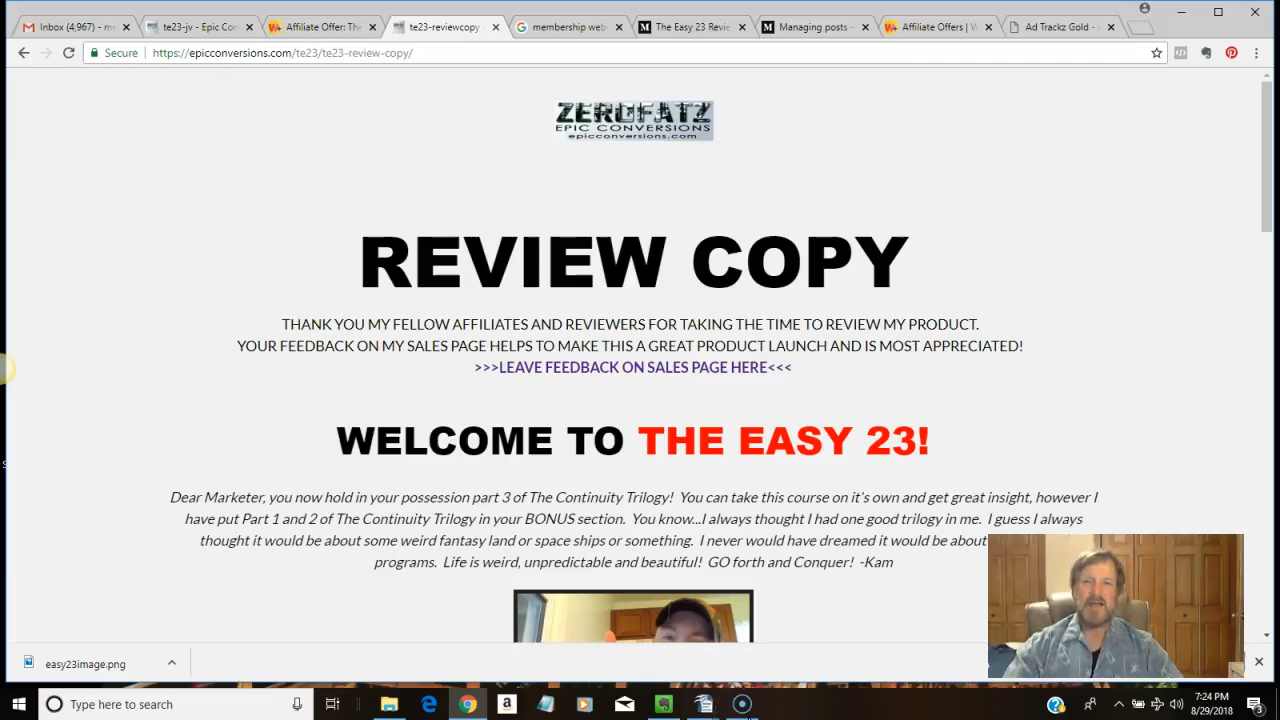 Inbox (4,967) - m
te23-jv - Epic Con
Affiliate Offer: The
te23-reviewcopy
membership web
The Easy 23 Revie
Managing posts -
Affiliate Offers | W
Ad Trackz Gold -
Secure
https://epicconversions.com/te23/te23-review-copy/
ZEROFATZ
EPIC CONVERSIONS
epicconversions.com
REVIEW COPY
THANK YOU MY FELLOW AFFILIATES AND REVIEWERS FOR TAKING THE TIME TO REVIEW MY PRODUCT.
YOUR FEEDBACK ON MY SALES PAGE HELPS TO MAKE THIS A GREAT PRODUCT LAUNCH AND IS MOST APPRECIATED!
>>>LEAVE FEEDBACK ON SALES PAGE HERE<<<
WELCOME TO THE EASY 23!
Dear Marketer, you now hold in your possession part 3 of The Continuity Trilogy! You can take this course on it's own and get great insight, however I
have put Part 1 and 2 of The Continuity Trilogy in your BONUS section. You know...I always thought I had one good trilogy in me. I guess I always
thought it would be about some weird fantasy land or space ships or something. I never would have dreamed it would be about
programs. Life is weird, unpredictable and beautiful! GO forth and Conquer! -Kam
easy23image.png
Type here to search
7:24 PM
8/29/2018
3